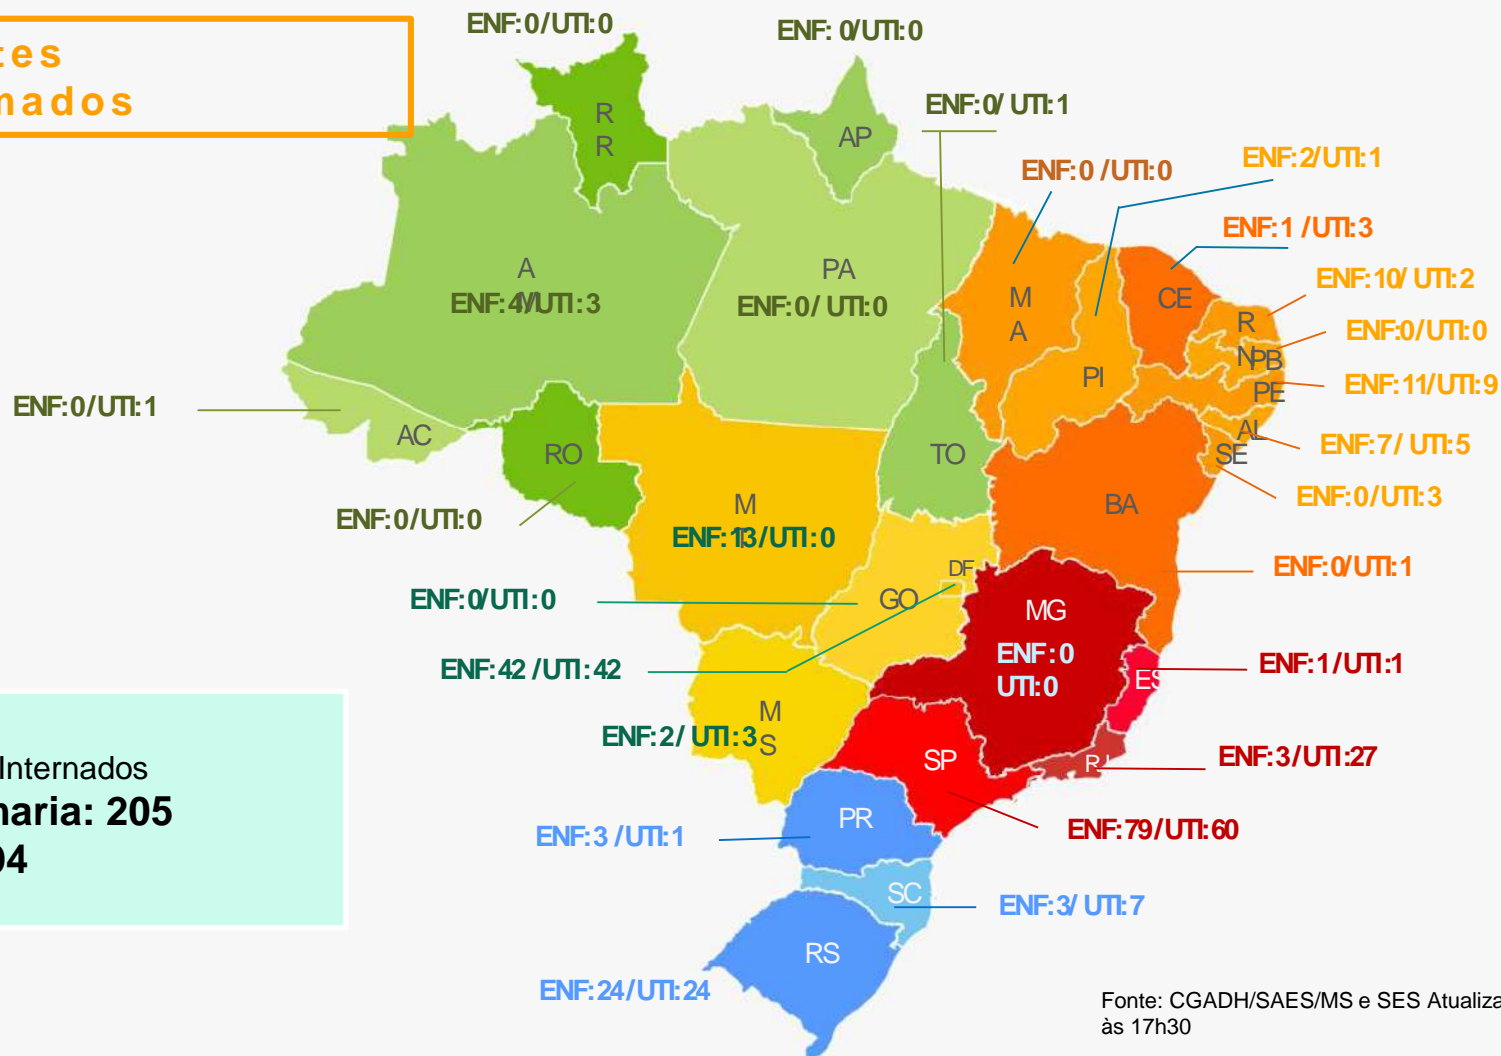 tes
mados
ENF:0/UTI:0
ENF: 0/UTI:0
ENF:0/ UTI:1
ENF:0 /UTI:0
ENF:2/UTI:1
ENF:1 /UTI:3
ENF:10/ UTI:2
ENF:0/UTI:0
ENF:11/UTI:9
ENF:7/ UTI:5
ENF:0/UTI:3
ENF:0/UTI:1
R
R
AP
A
M
ENF:4/UTI:3
PA
ENF:0/ UTI:0
M
A
CE
R
N
PB
PI
PE
AL
SE
ENF:0/UTI:1
AC
RO
TO
BA
ENF:0/UTI:0
M
T
ENF:13/UTI:0
DF
GO
ENF:0/UTI:0
MG
ENF:0
UTI:0
ENF:42 /UTI:42
ES
ENF:1/UTI:1
M
S
ENF:2/ UTI:3
SP
RJ
ENF:3/UTI:27
ENF:79/UTI:60
PR
ENF:3 /UTI:1
SC
ENF:3/ UTI:7
RS
ENF:24/UTI:24
Internados
naria: 205
04
Fonte: CGADH/SAES/MS e SES Atualiza
às 17h30